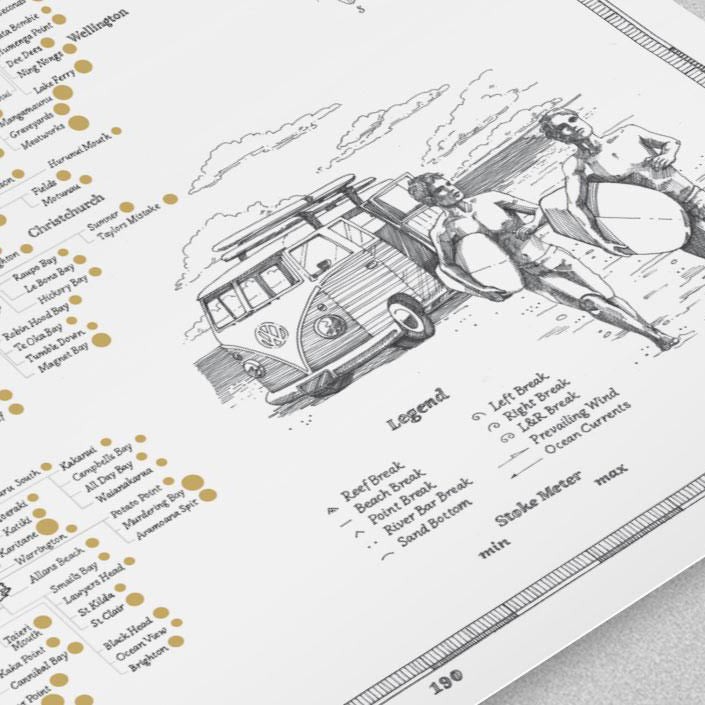 Dee Dees
Ning Nongs
Wellington
Lake Ferry
Mangamaunu
Graveyards
Meatworks
Hurunui Mouth
Fields
Motunau
Christchurch
Sumner
Taylors Mistake
Raupo Bay
Le Bons Bay
Hickory Bay
Robin Hood Bay
Te Oka Bay
Tumble Down
Magnet Bay
Kakanui
Campbells Bay
All Day Bay
Waianakarua
Katiki
Karitane
Warrington
Potato Point
Murdering Bay
Aramoana Spit
Allans Beach
Smails Bay
Lawyers Head
St Kilda
St Clair
Black Head
Ocean View
Brighton
Taieri
Mouth
Kaka Point
Cannibal Bay
Legend
Reef Break
Beach Break
Point Break
River Bar Break
Sand Bottom
Left Break
Right Break
L&R Break
Prevailing Wind
Ocean Currents
Stoke Meter
min
max
190